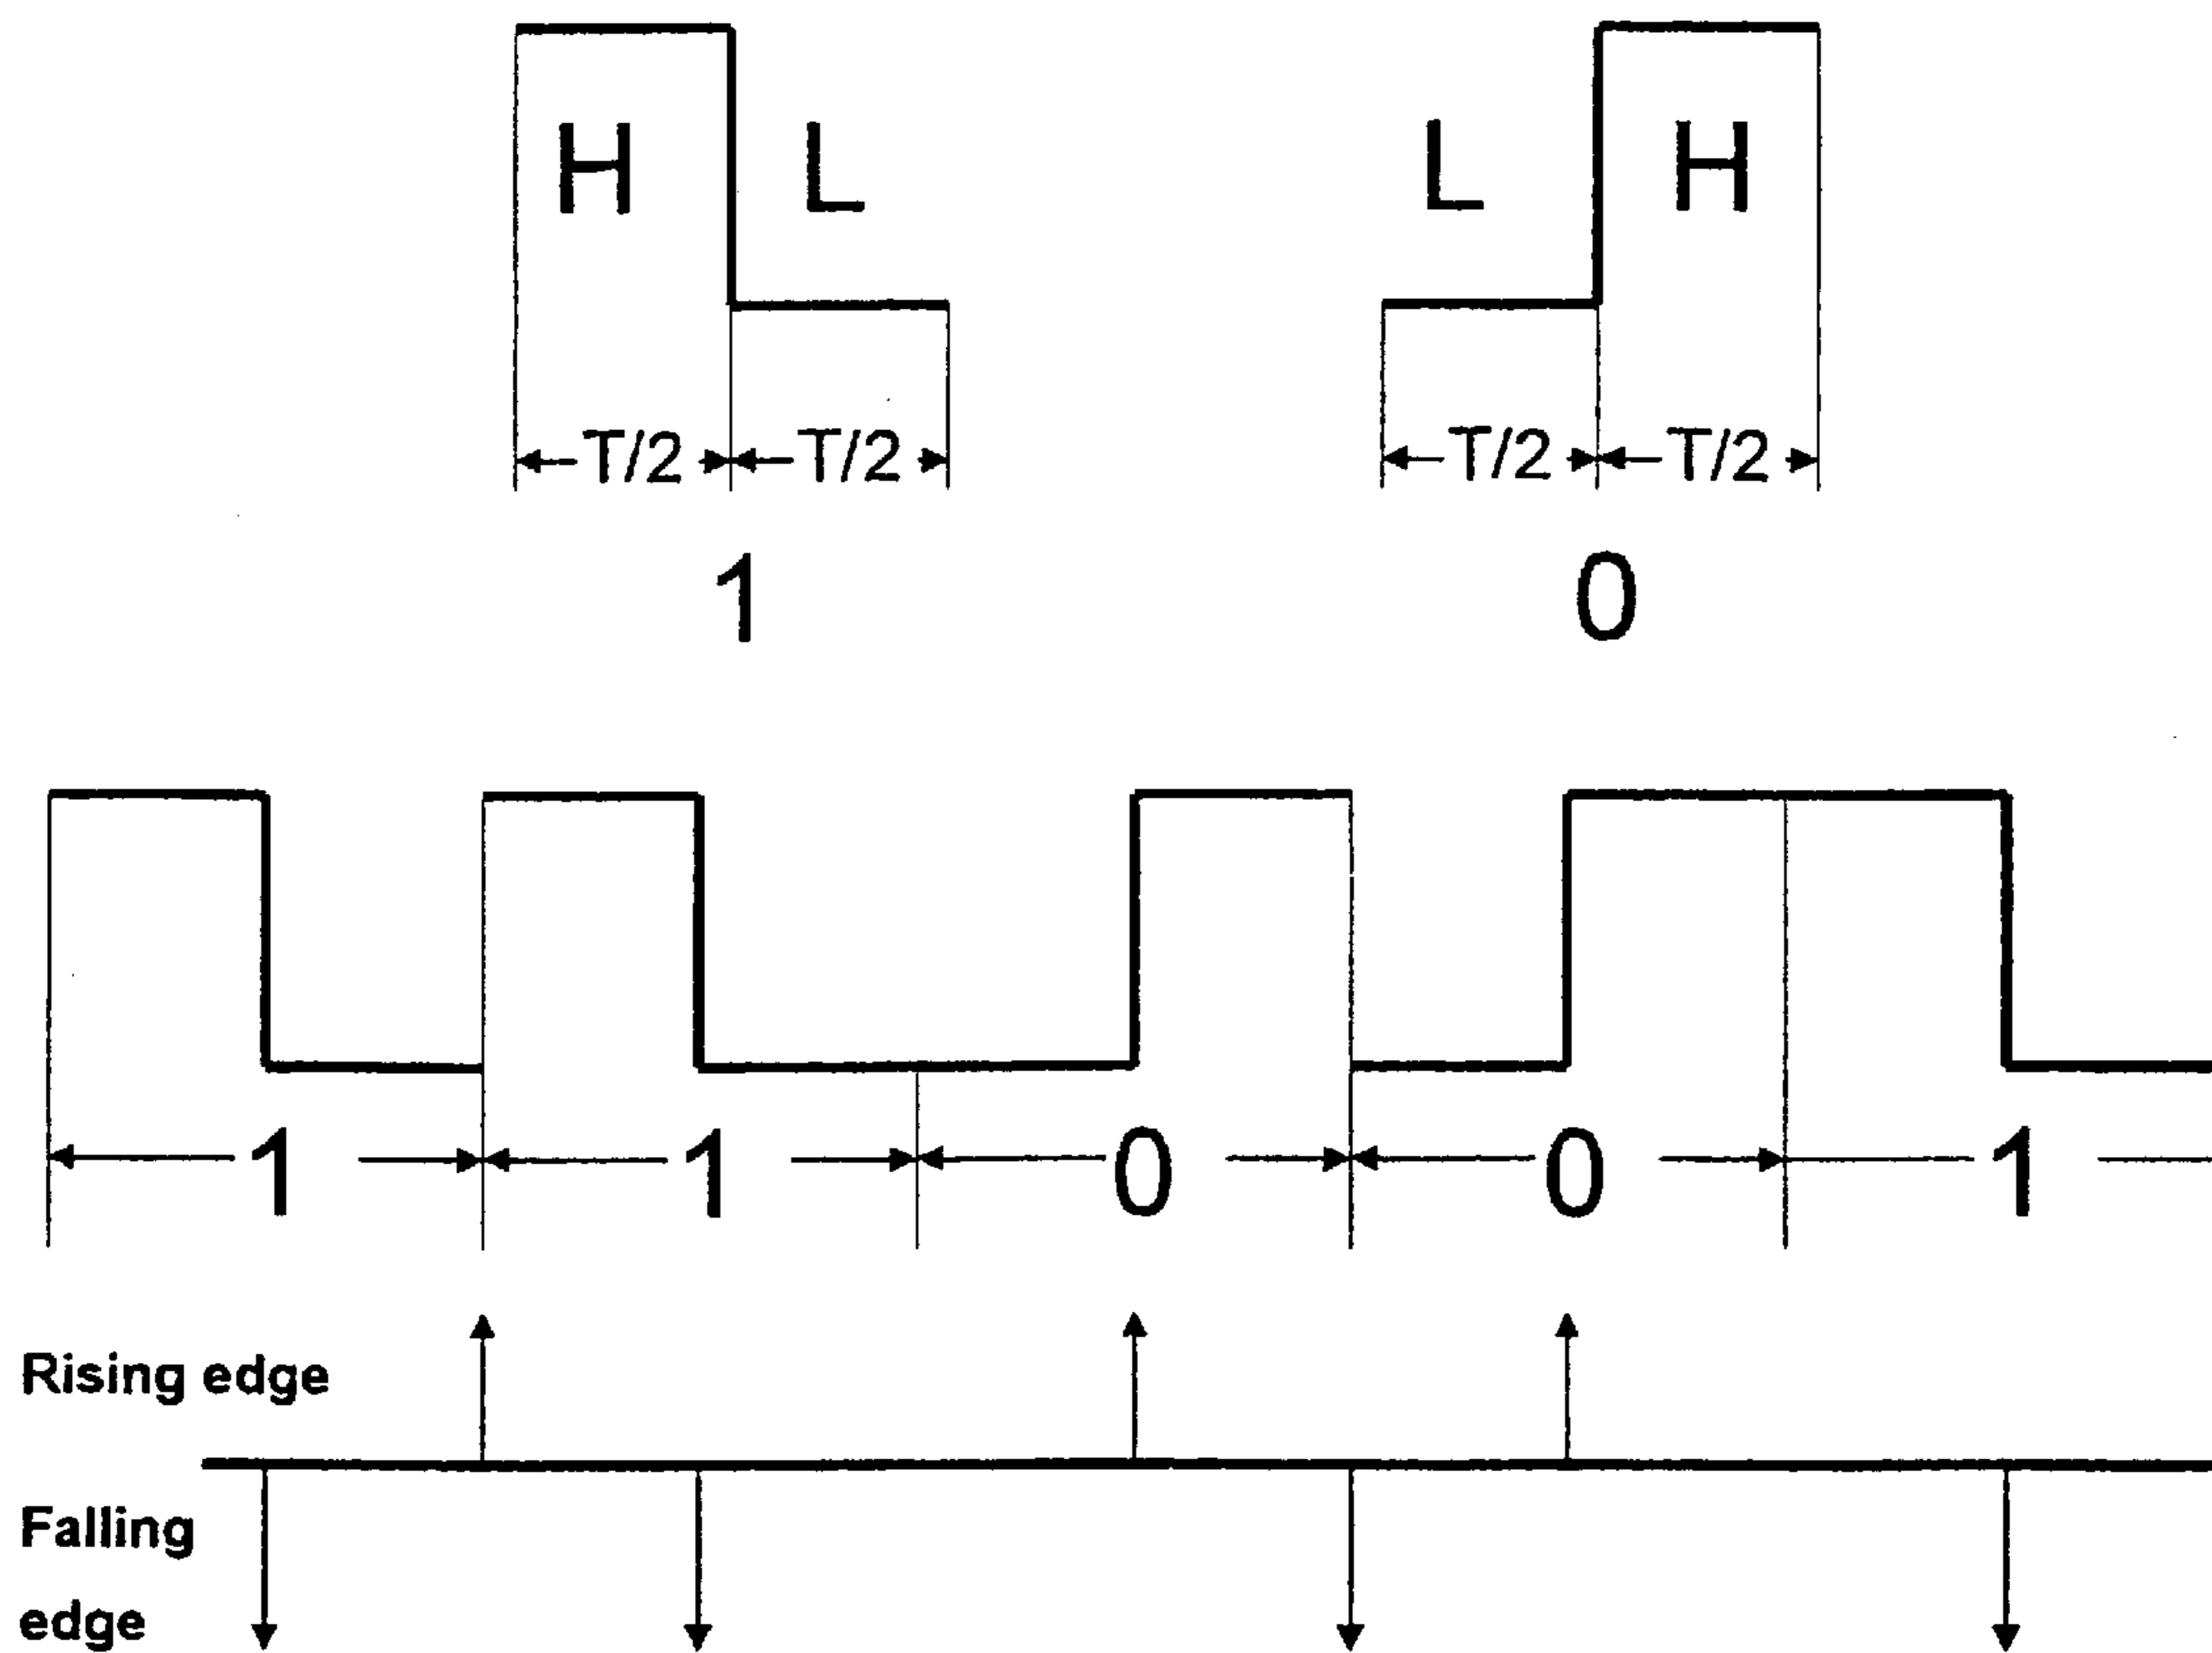 H L L H
T/2 T/2 T/2 T/2
1 0
1 1 0 0 1
Rising edge
Falling
edge